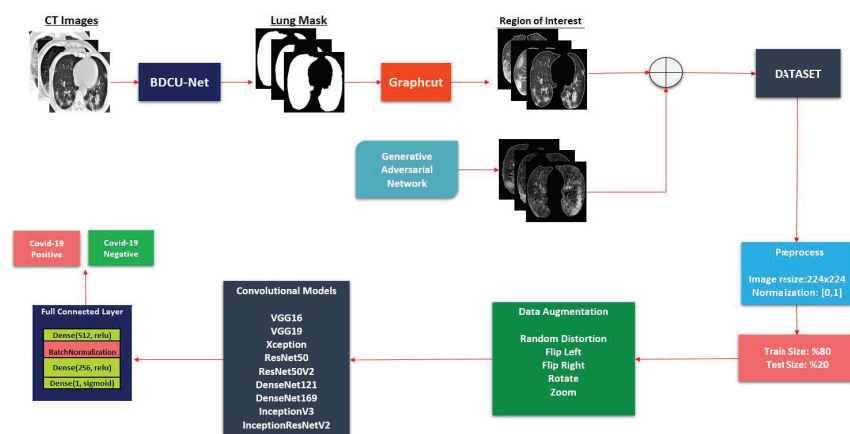 CT Images
BDCU-Net
Lung Mask
Graphcut
Region of Interest
DATASET
Generative
Adversarial
Network
Preprocess
Image resize:224x224
Normalization: [0,1]
Train Size: %80
Test Size: %20
Data Augmentation
Random Distortion
Flip Left
Flip Right
Rotate
Zoom
Convolutional Models
VGG16
VGG19
Xception
ResNet50
ResNet50V2
DenseNet121
DenseNet169
InceptionV3
InceptionResNetV2
Full Connected Layer
Dense(512, relu)
BatchNormalization
Dense(256, relu)
Dense(1, sigmoid)
Covid-19
Positive
Covid-19
Negative